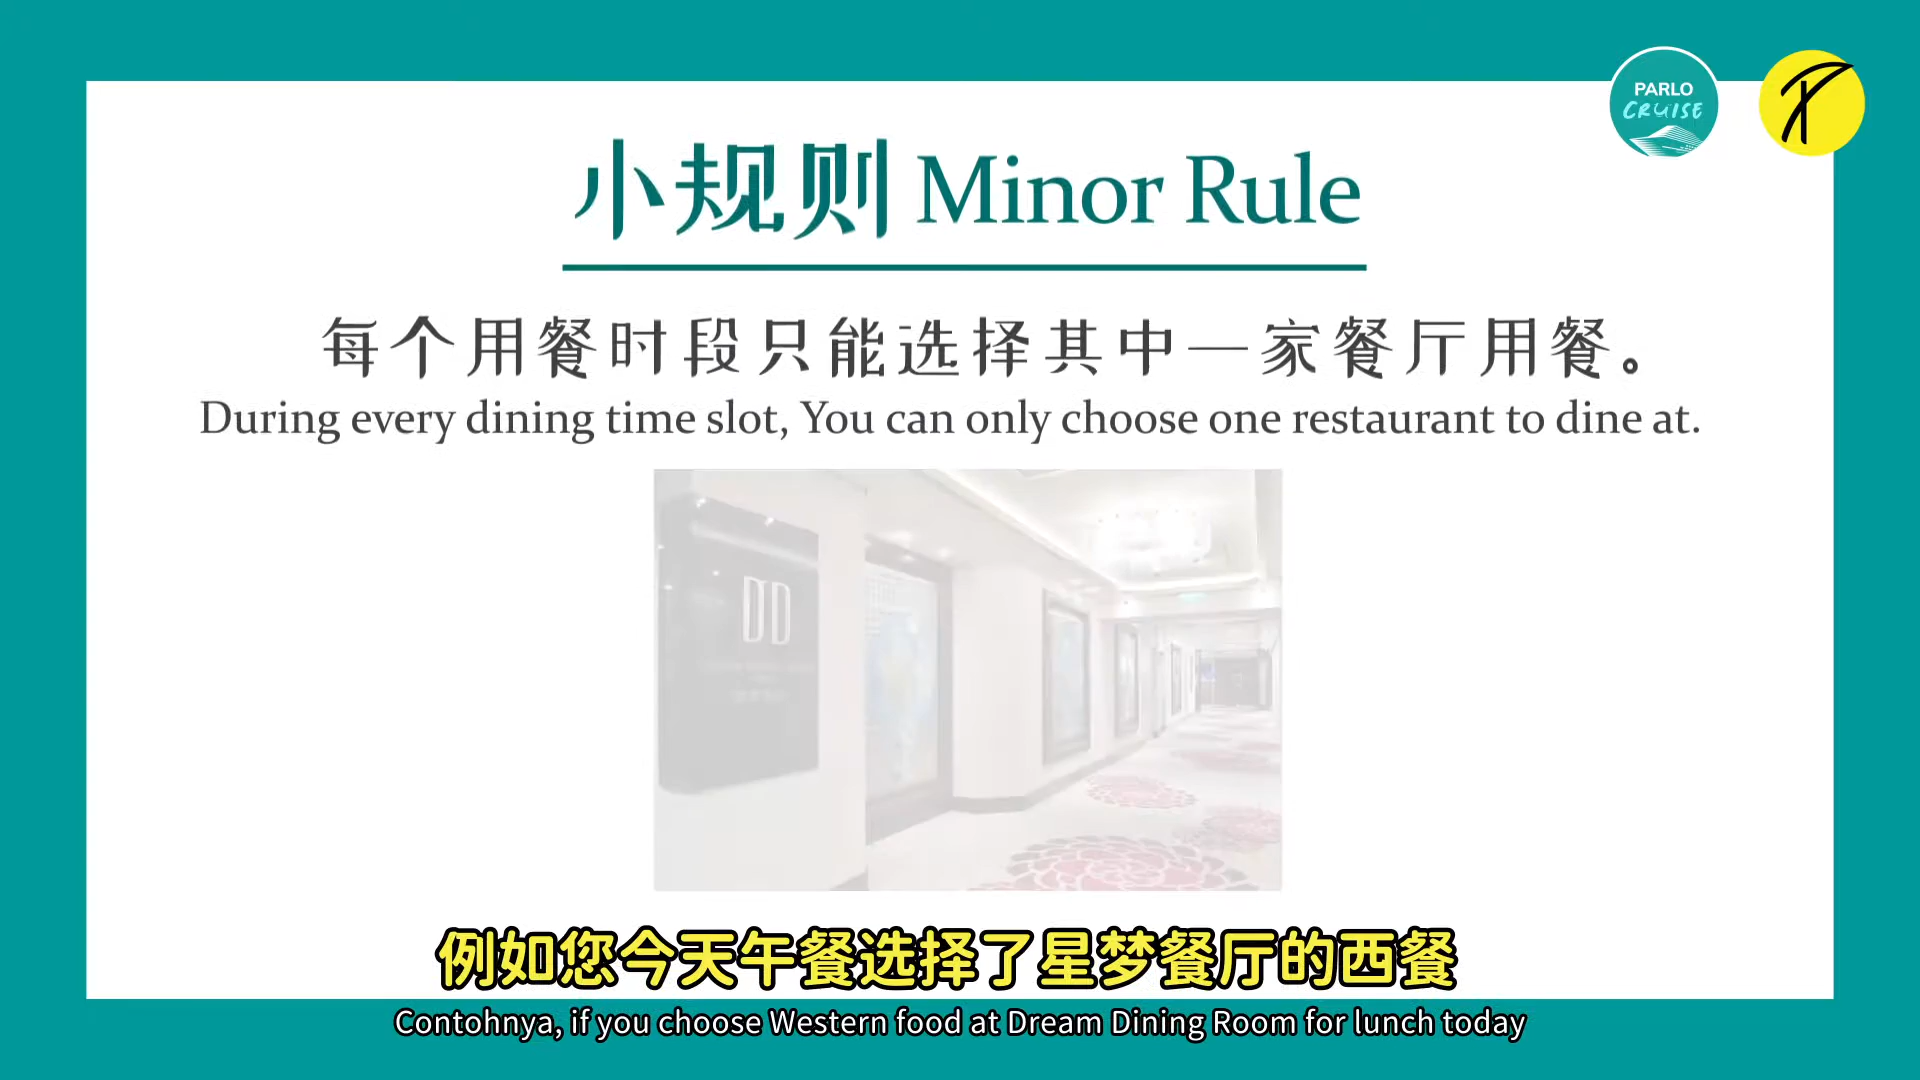 PARLO
CRUISE
小规则 Minor Rule
每个用餐时段只能选择其中一家餐厅用餐。
During every dining time slot, You can only choose one restaurant to dine at.
DD
例如您今天午餐选择了星梦餐厅的西餐
Contohnya, if you choose Western food at Dream Dining Room for lunch today